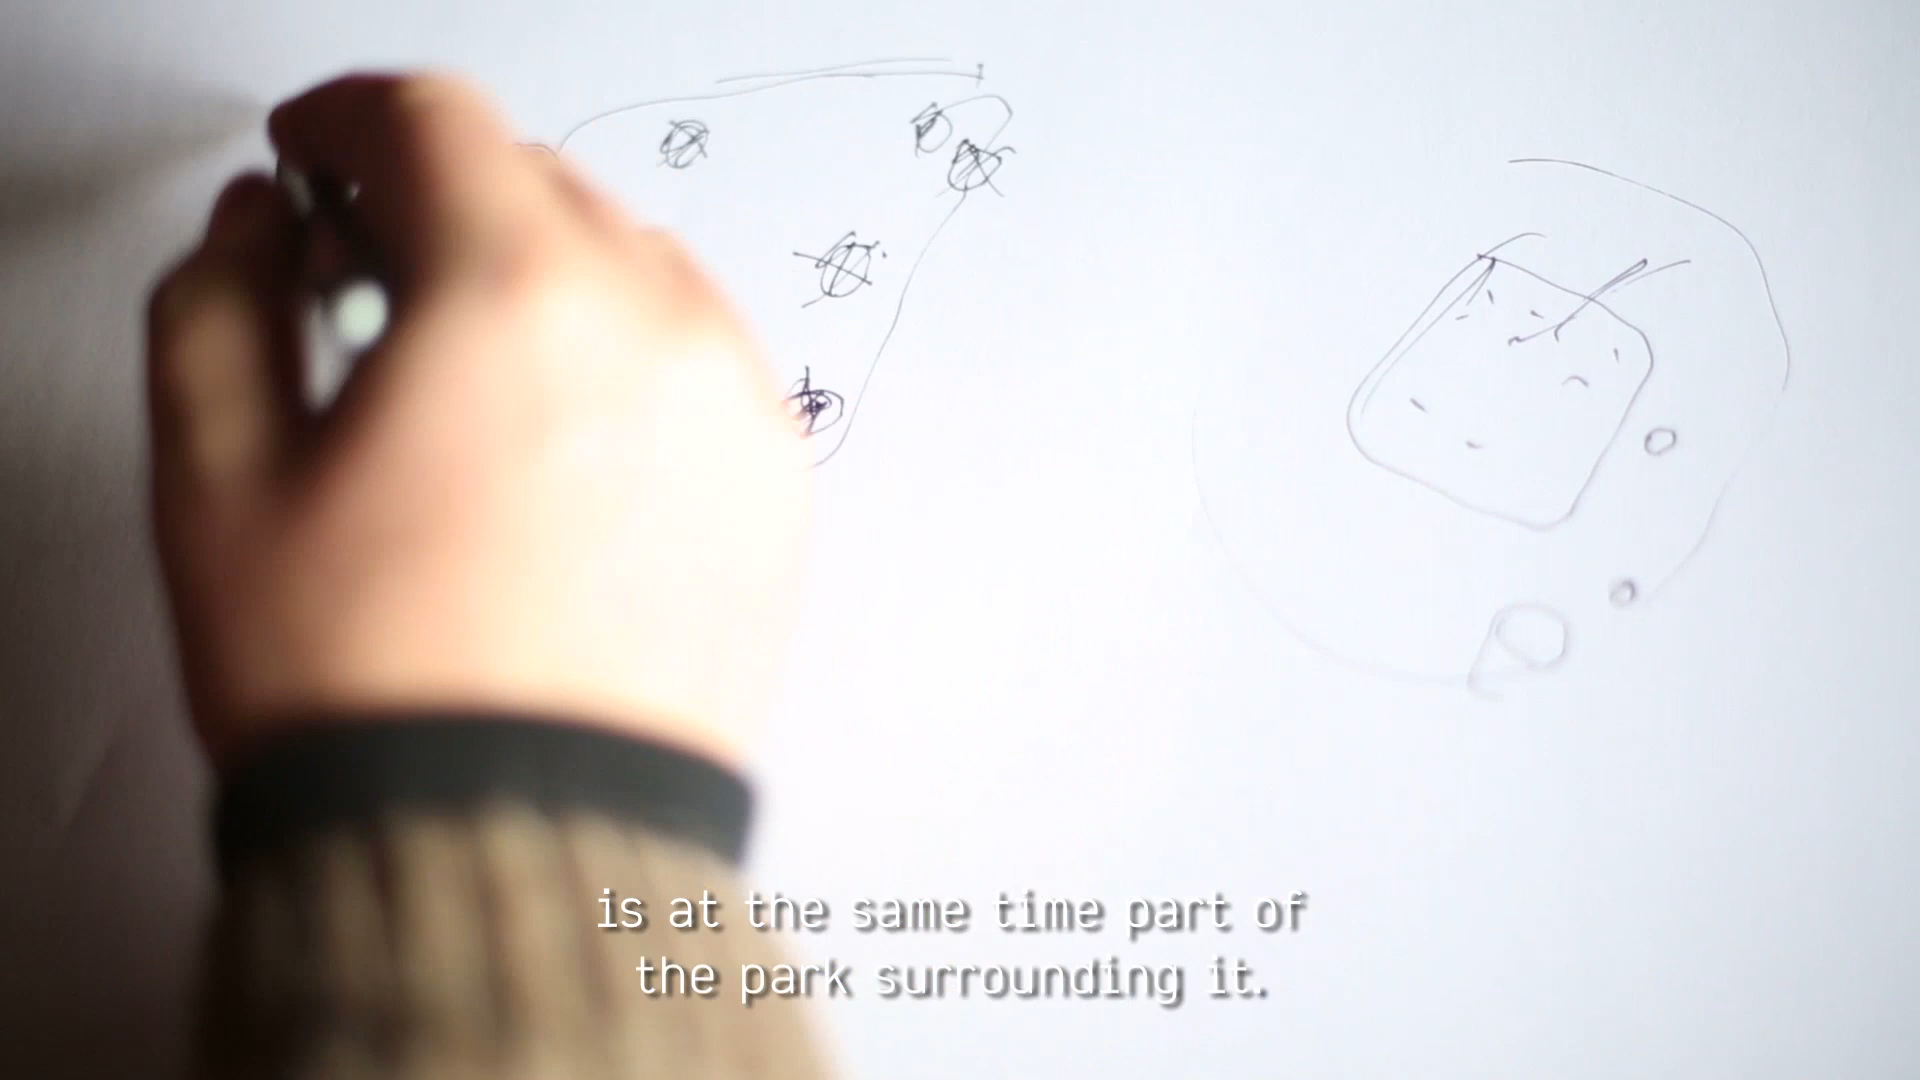 is at the same time part of
the park surrounding it.